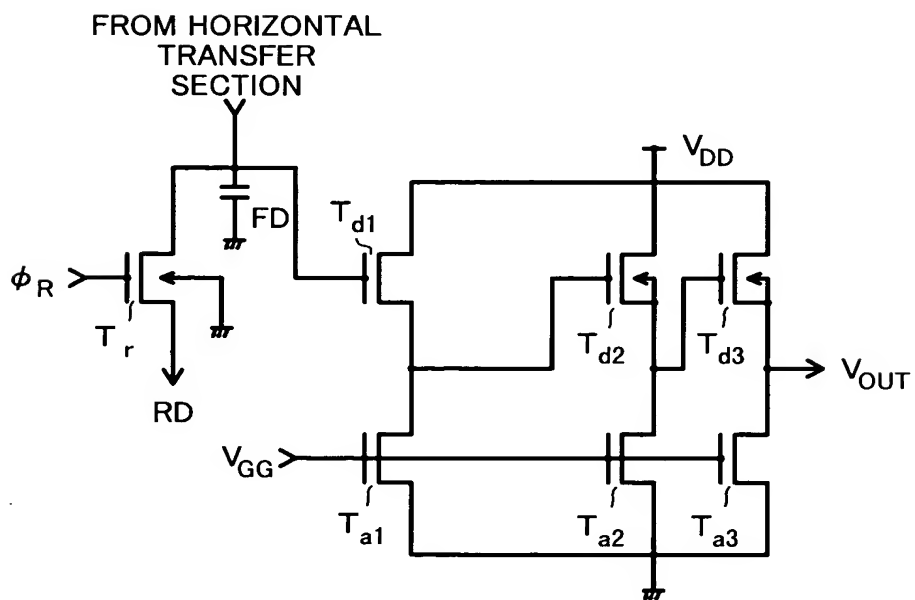 FROM HORIZONTAL
TRANSFER
SECTION
V_DD
FD
T_d1
ϕ_R
T_r
T_d2
T_d3
RD
V_OUT
V_GG
T_a1
T_a2
T_a3